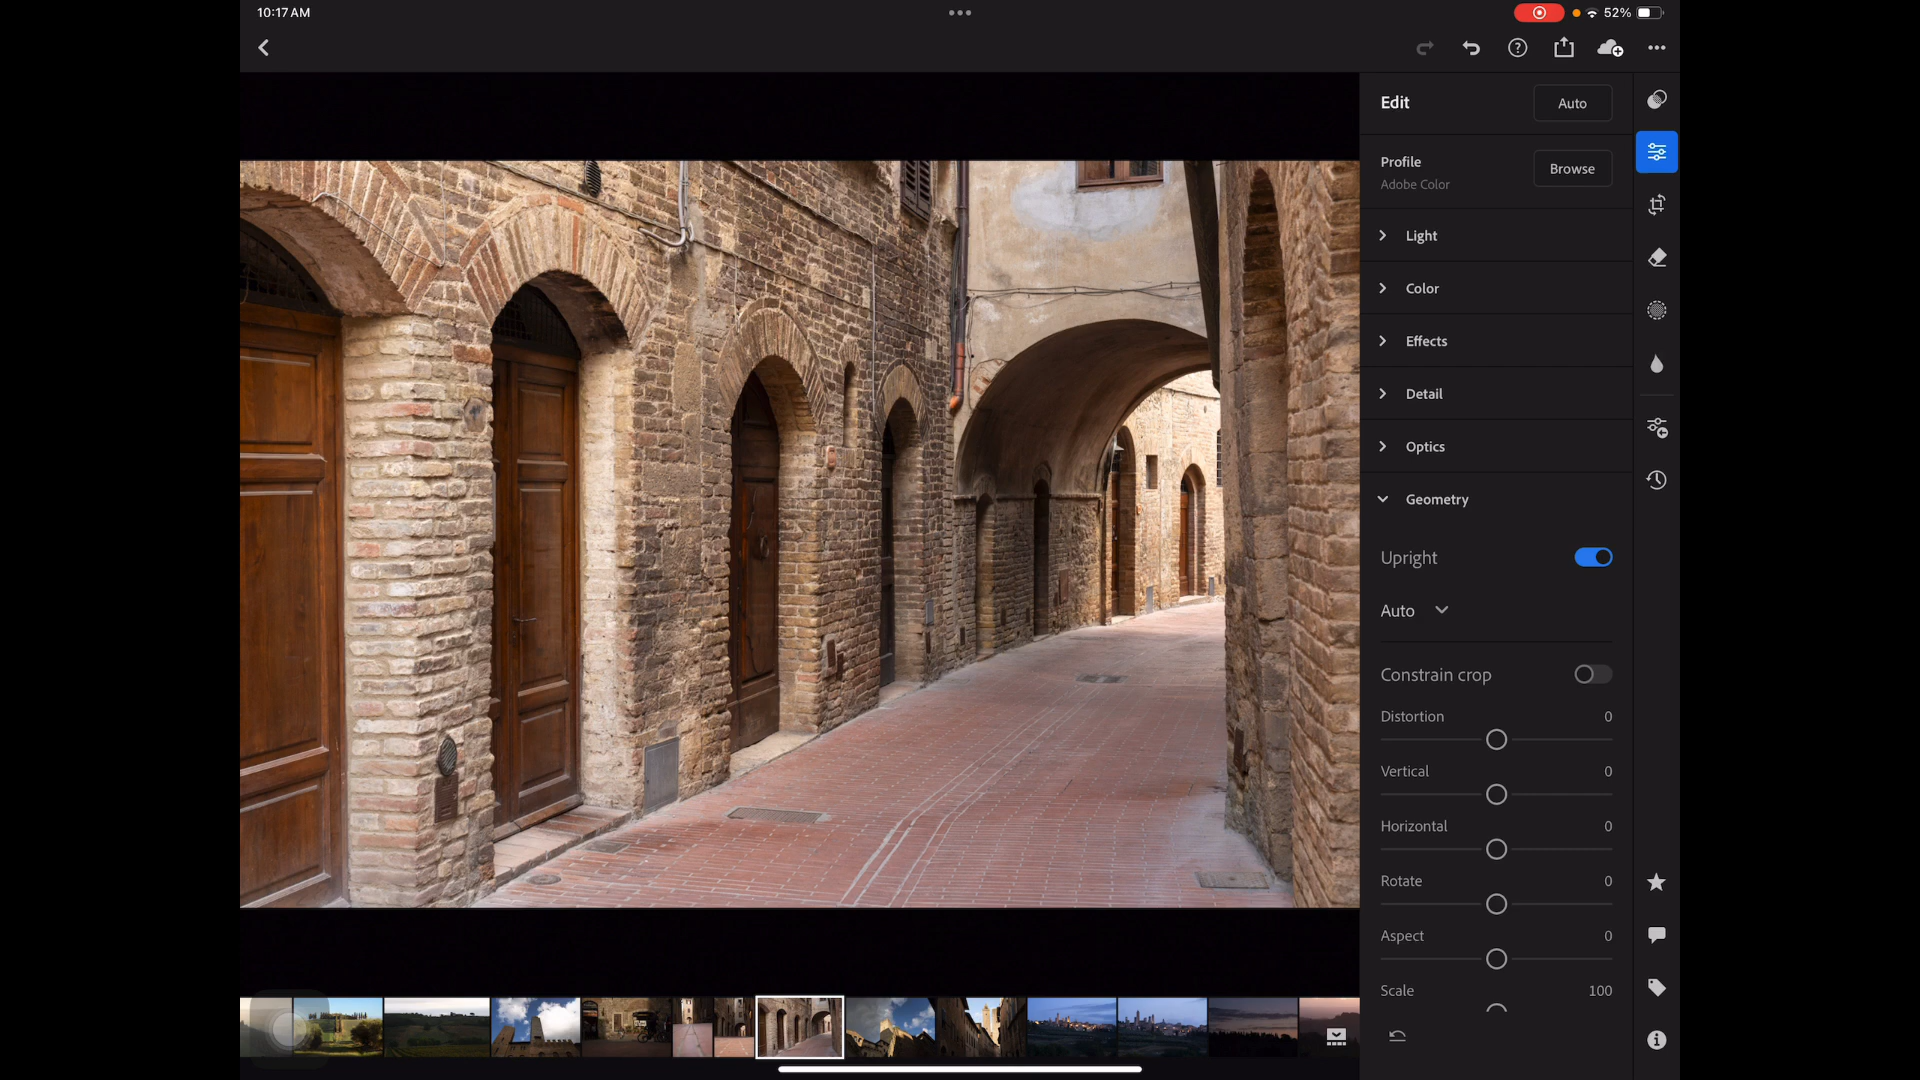 10:17 AM
52%
Edit
Auto
Profile
Adobe Color
Browse
Light
Color
Effects
Detail
Optics
Geometry
Upright
Auto
Constrain crop
Distortion 0
Vertical 0
Horizontal 0
Rotate 0
Aspect 0
Scale 100